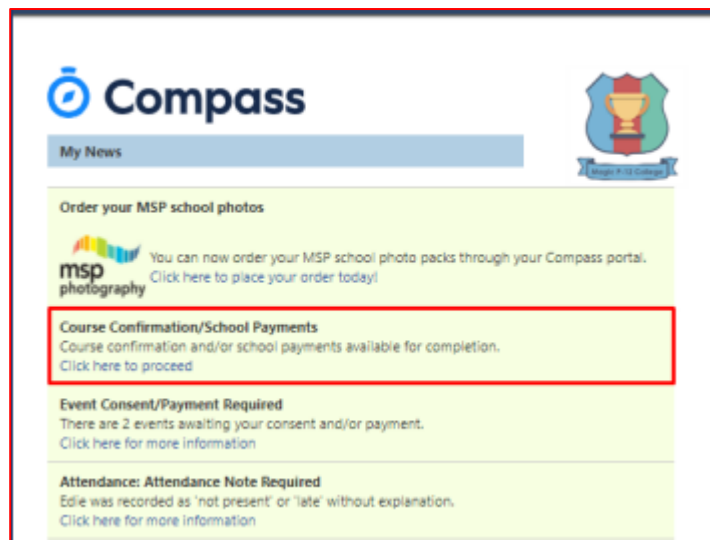 Compass
My News
Magic P-12 College
Order your MSP school photos
msp
photography
You can now order your MSP school photo packs through your Compass portal.
Click here to place your order today!
Course Confirmation/School Payments
Course confirmation and/or school payments available for completion.
Click here to proceed
Event Consent/Payment Required
There are 2 events awaiting your consent and/or payment.
Click here for more information
Attendance: Attendance Note Required
Edie was recorded as 'not present' or 'late' without explanation.
Click here for more information